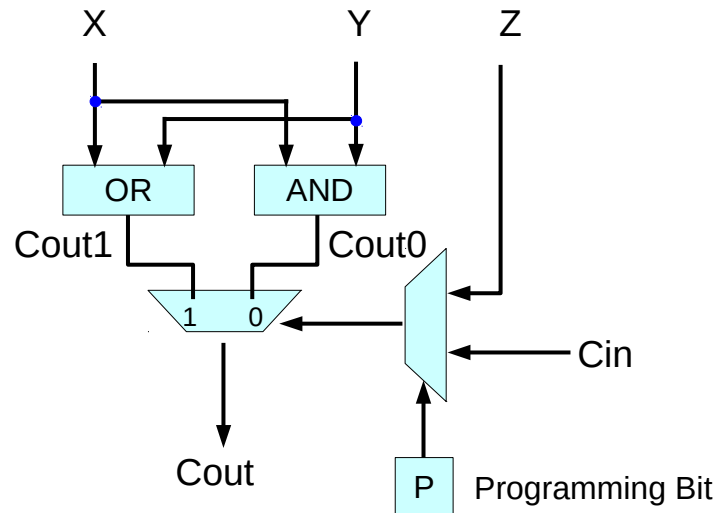 X Y Z
OR AND
Cout1 Cout0
1 0
Cin
Cout
P Programming Bit